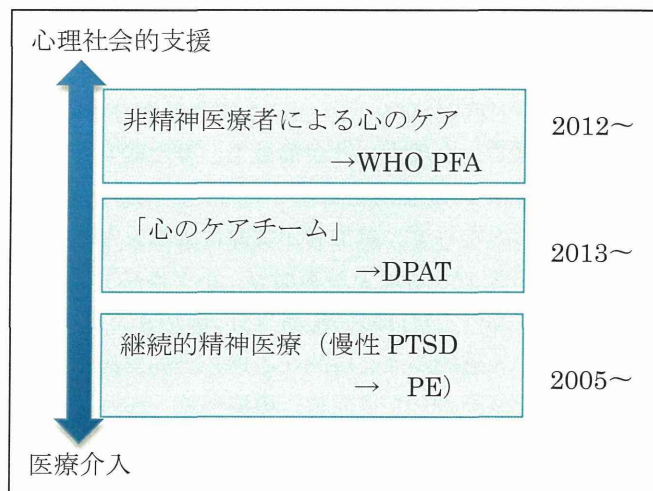 心理社会的支援
非精神医療者による心のケア
→WHO PFA
2012～
「心のケアチーム」
→DPAT
2013～
継続的精神医療（慢性 PTSD
→ PE）
2005～
医療介入